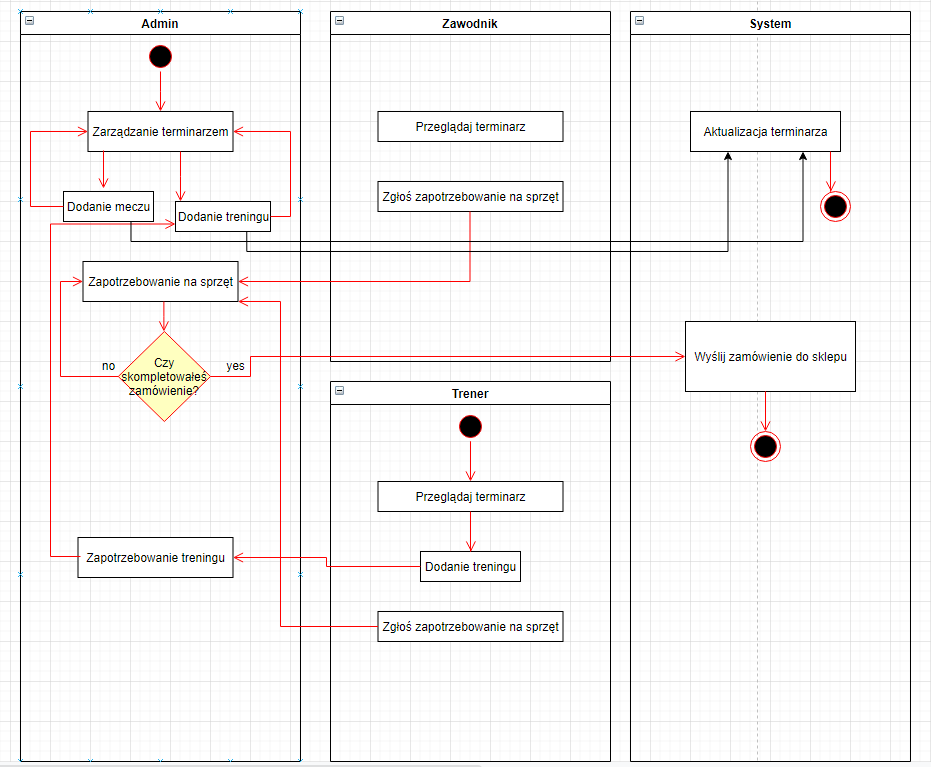 Admin
Zarządzanie terminarzem
Dodanie meczu
Dodanie treningu
Zapotrzebowanie na sprzęt
no
Czy
skompletowałeś
zamówienie?
yes
Zapotrzebowanie treningu
Zawodnik
Przeglądaj terminarz
Zgłoś zapotrzebowanie na sprzęt
Trener
Przeglądaj terminarz
Dodanie treningu
Zgłoś zapotrzebowanie na sprzęt
System
Aktualizacja terminarza
Wyślij zamówienie do sklepu